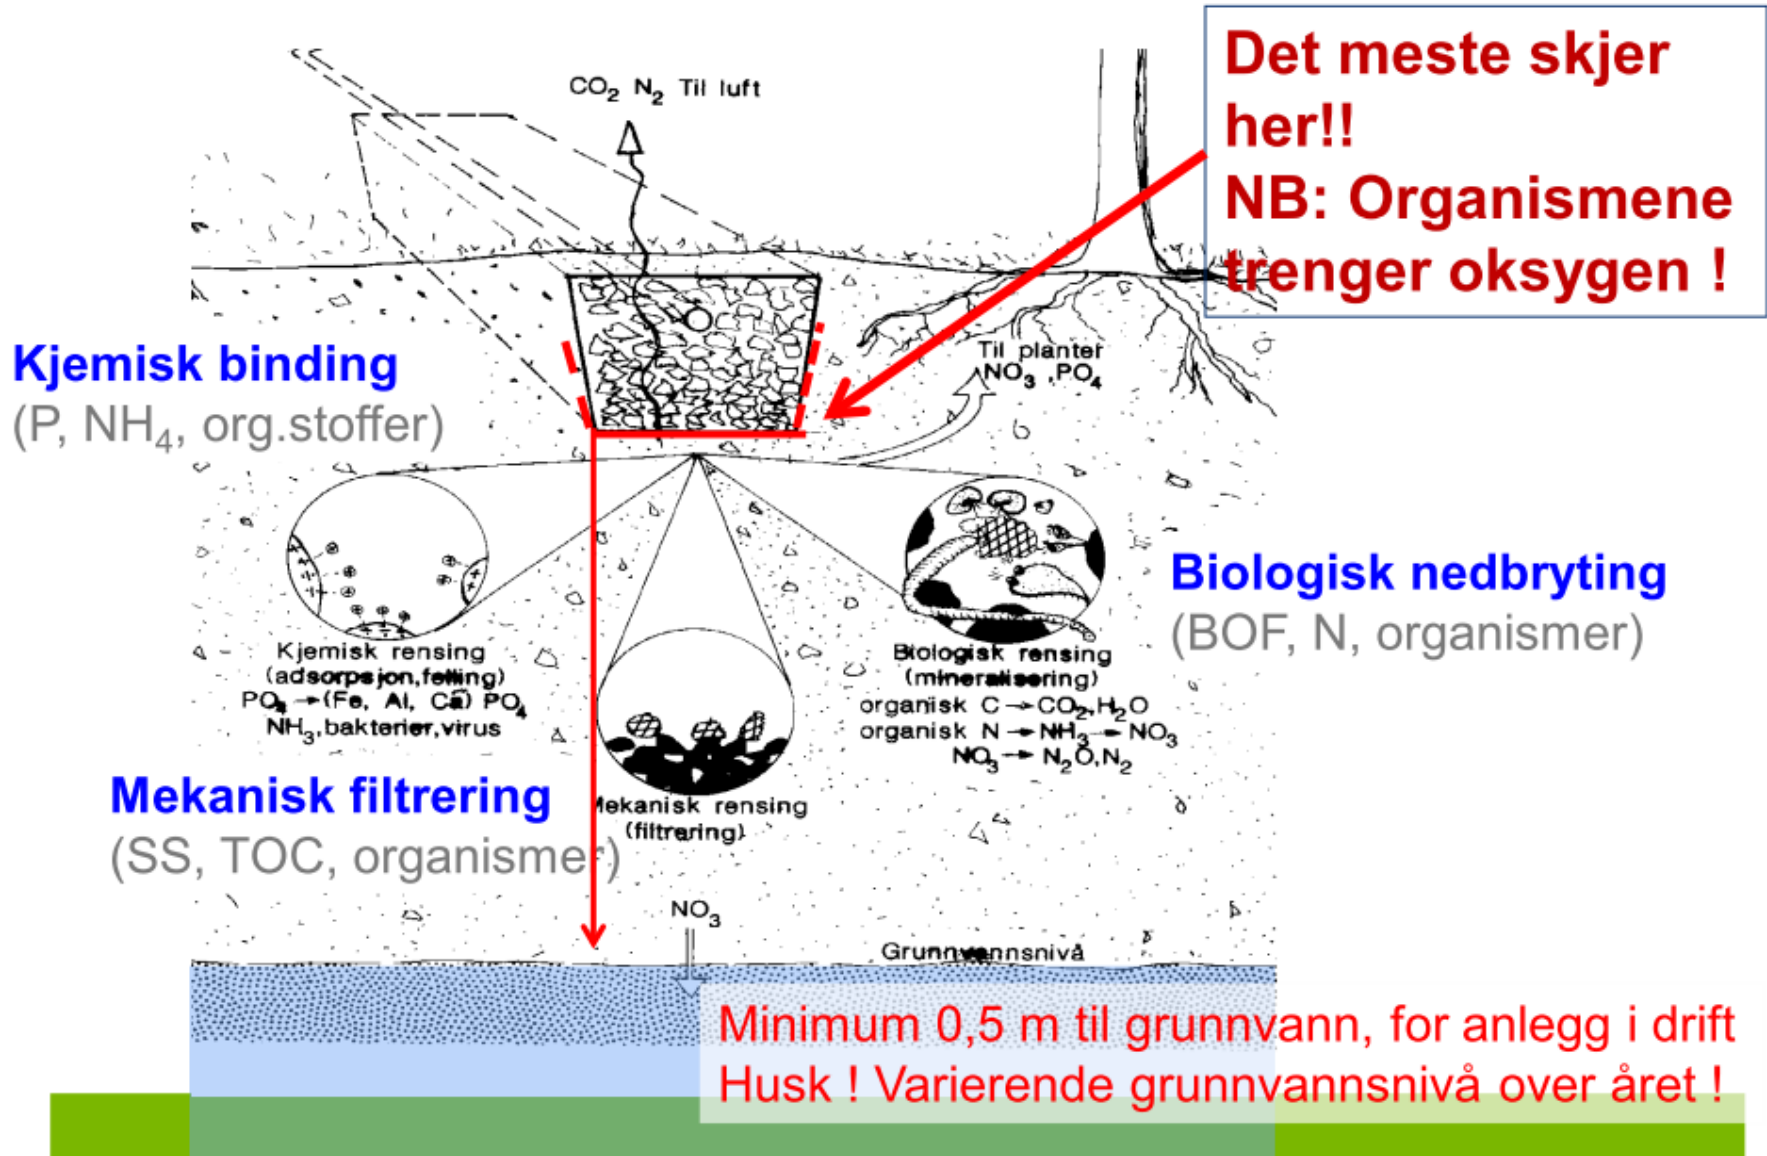 Det meste skjer
her!!
NB: Organismene
trenger oksygen !
CO₂ N₂ Til luft
Til planter
NO₃ ,PO₄
Kjemisk binding
(P, NH₄, org.stoffer)
Kjemisk rensing
(adsorpsjon,felling)
PO₄→(Fe, Al, Ca) PO₄
NH₃,bakterier,virus
Biologisk nedbryting
(BOF, N, organismer)
Biologisk rensing
(mineralisering)
organisk C→CO₂,H₂O
organisk N→NH₃→NO₃
NO₃→N₂O,N₂
Mekanisk filtrering
(SS, TOC, organismer)
Mekanisk rensing
(filtrering)
NO₃
Grunnvannsnivå
Minimum 0,5 m til grunnvann, for anlegg i drift
Husk ! Varierende grunnvannsnivå over året !